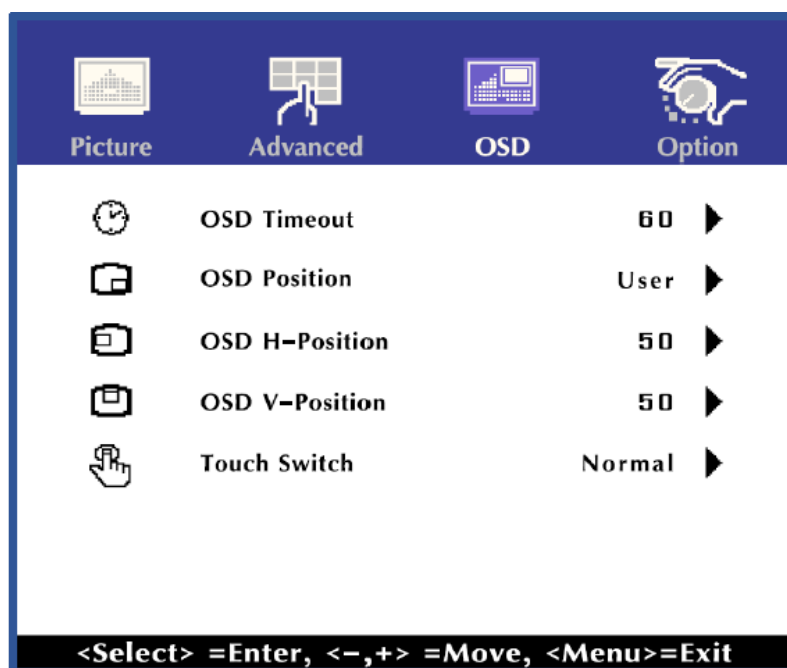 Picture Advanced OSD Option
OSD Timeout 60
OSD Position User
OSD H-Position 50
OSD V-Position 50
Touch Switch Normal
<Select> =Enter, <-,+> =Move, <Menu>=Exit